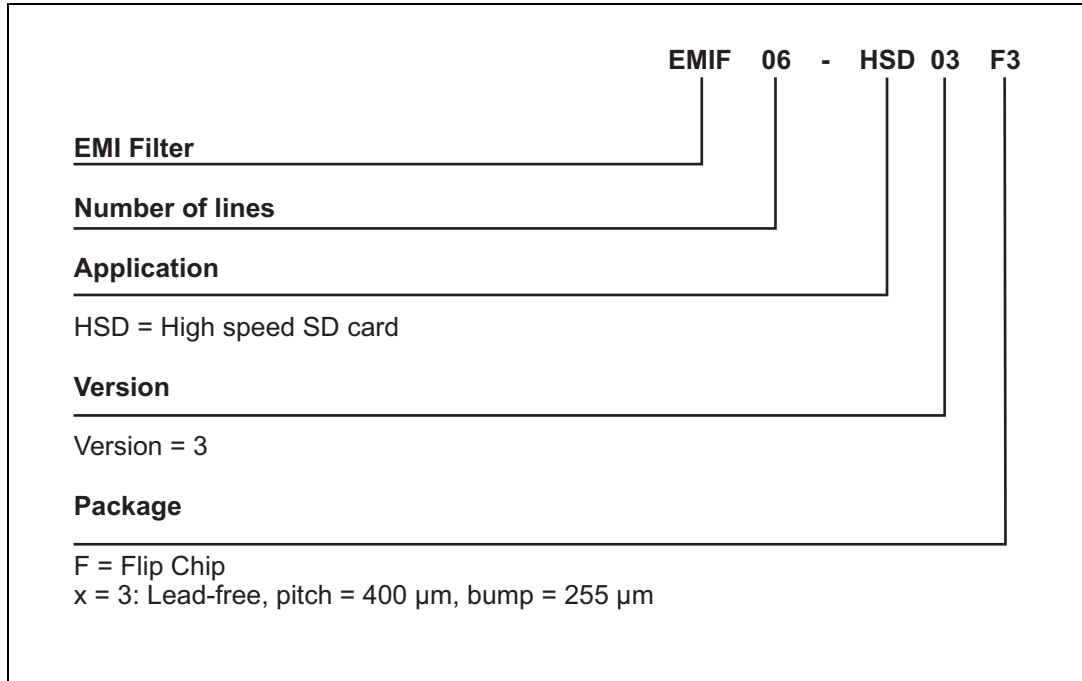 EMIF 06 - HSD 03 F3
EMI Filter
Number of lines
Application
HSD = High speed SD card
Version
Version = 3
Package
F = Flip Chip
x = 3: Lead-free, pitch = 400 µm, bump = 255 µm